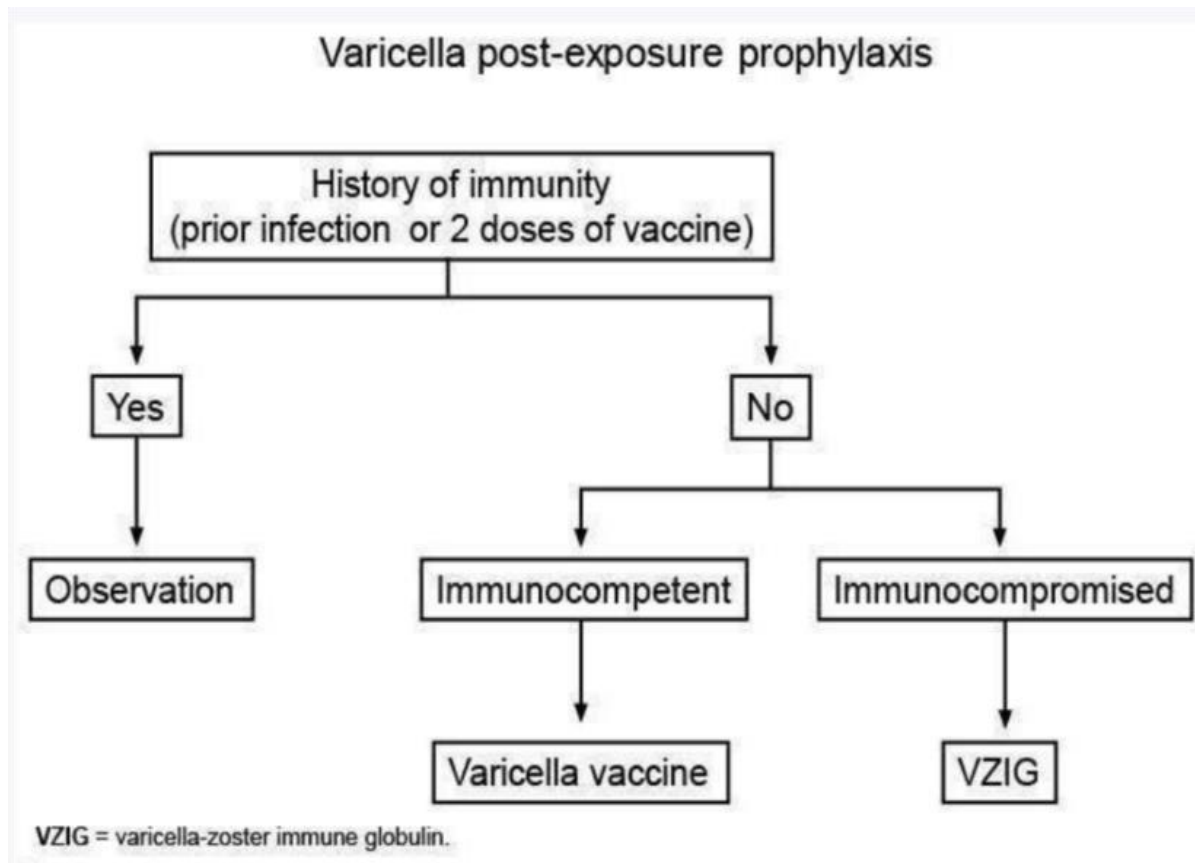 Varicella post-exposure prophylaxis
History of immunity
(prior infection or 2 doses of vaccine)
Yes
No
Observation
Immunocompetent
Immunocompromised
Varicella vaccine
VZIG
VZIG = varicella-zoster immune globulin.